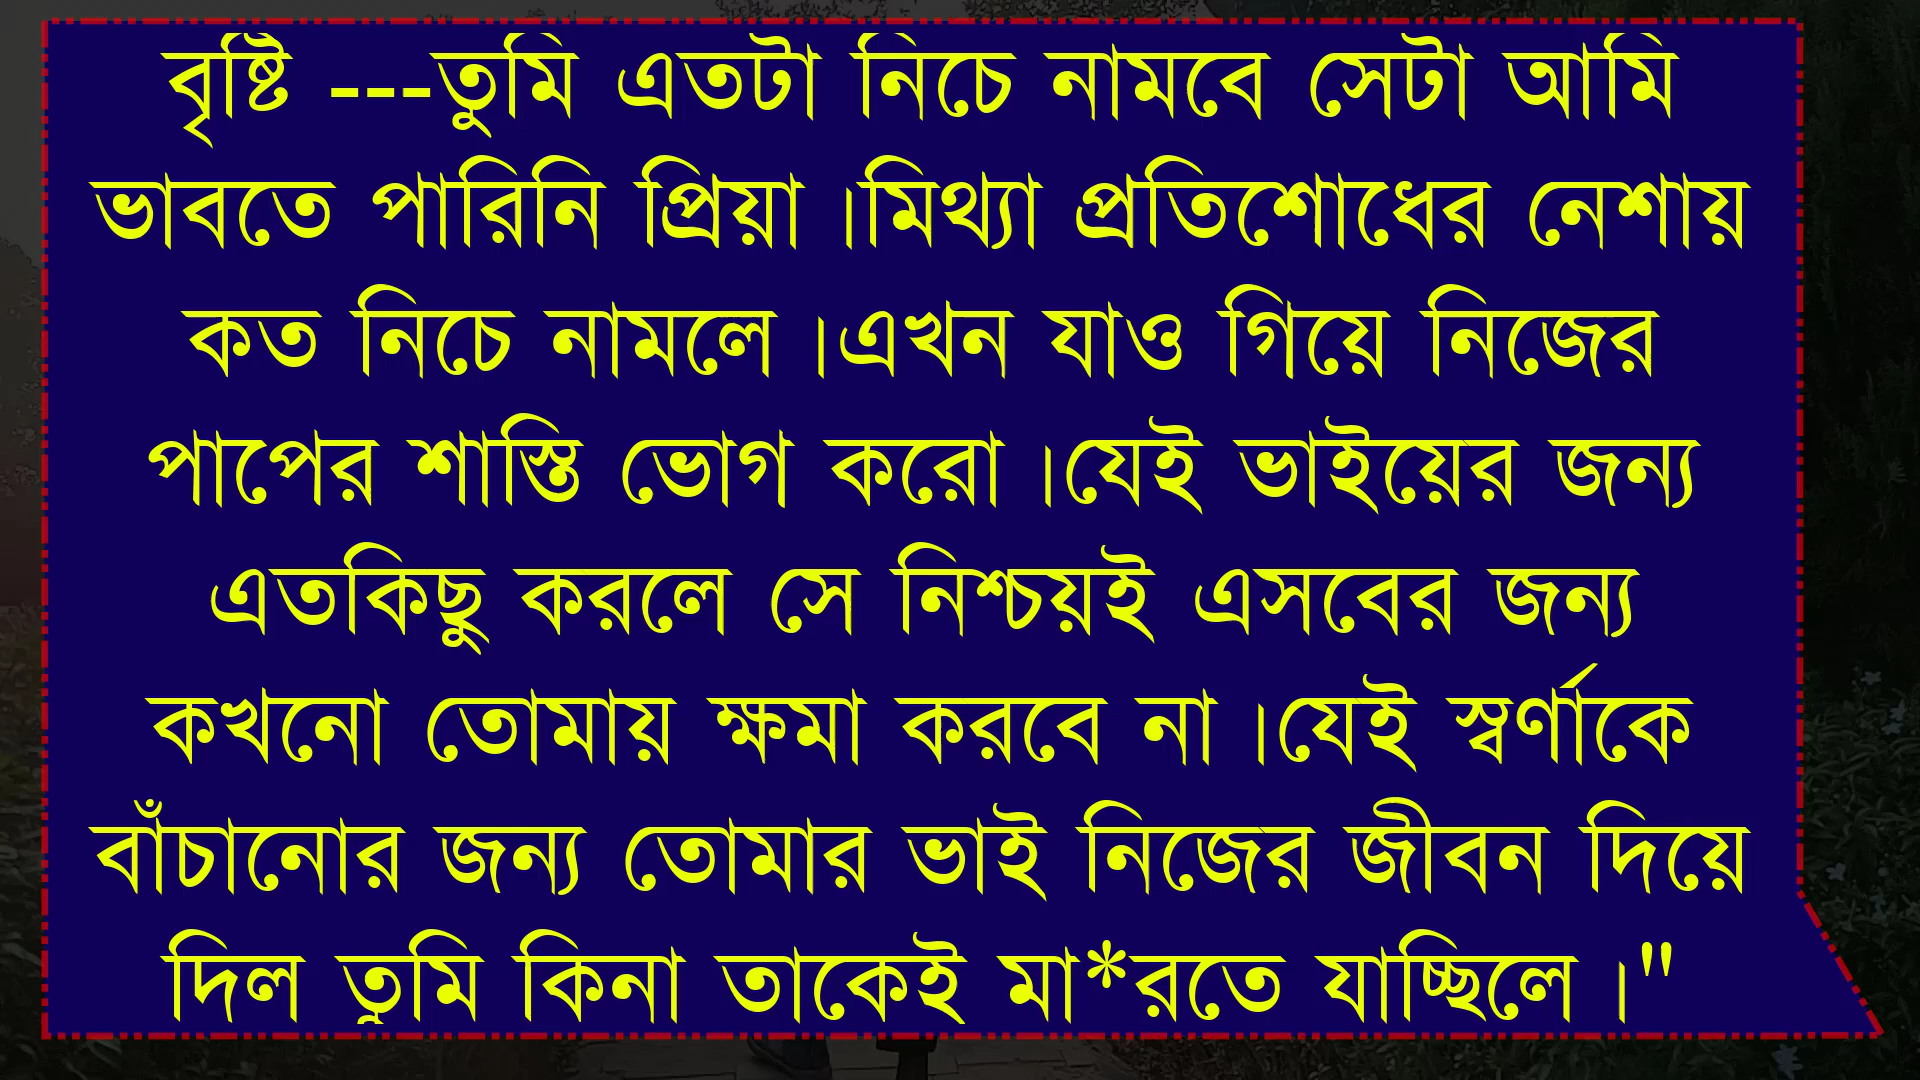 বৃষ্টি ---তুমি এতটা নিচে নামবে সেটা আমি
ভাবতে পারিনি প্রিয়া ।মিথ্যা প্রতিশোধের নেশায়
কত নিচে নামলে ।এখন যাও গিয়ে নিজের
পাপের শাস্তি ভোগ করো ।যেই ভাইয়ের জন্য
এতকিছু করলে সে নিশ্চয়ই এসবের জন্য
কখনো তোমায় ক্ষমা করবে না ।যেই স্বর্ণাকে
বাঁচানোর জন্য তোমার ভাই নিজের জীবন দিয়ে
দিল তুমি কিনা তাকেই মা*রতে যাচ্ছিলে ।"